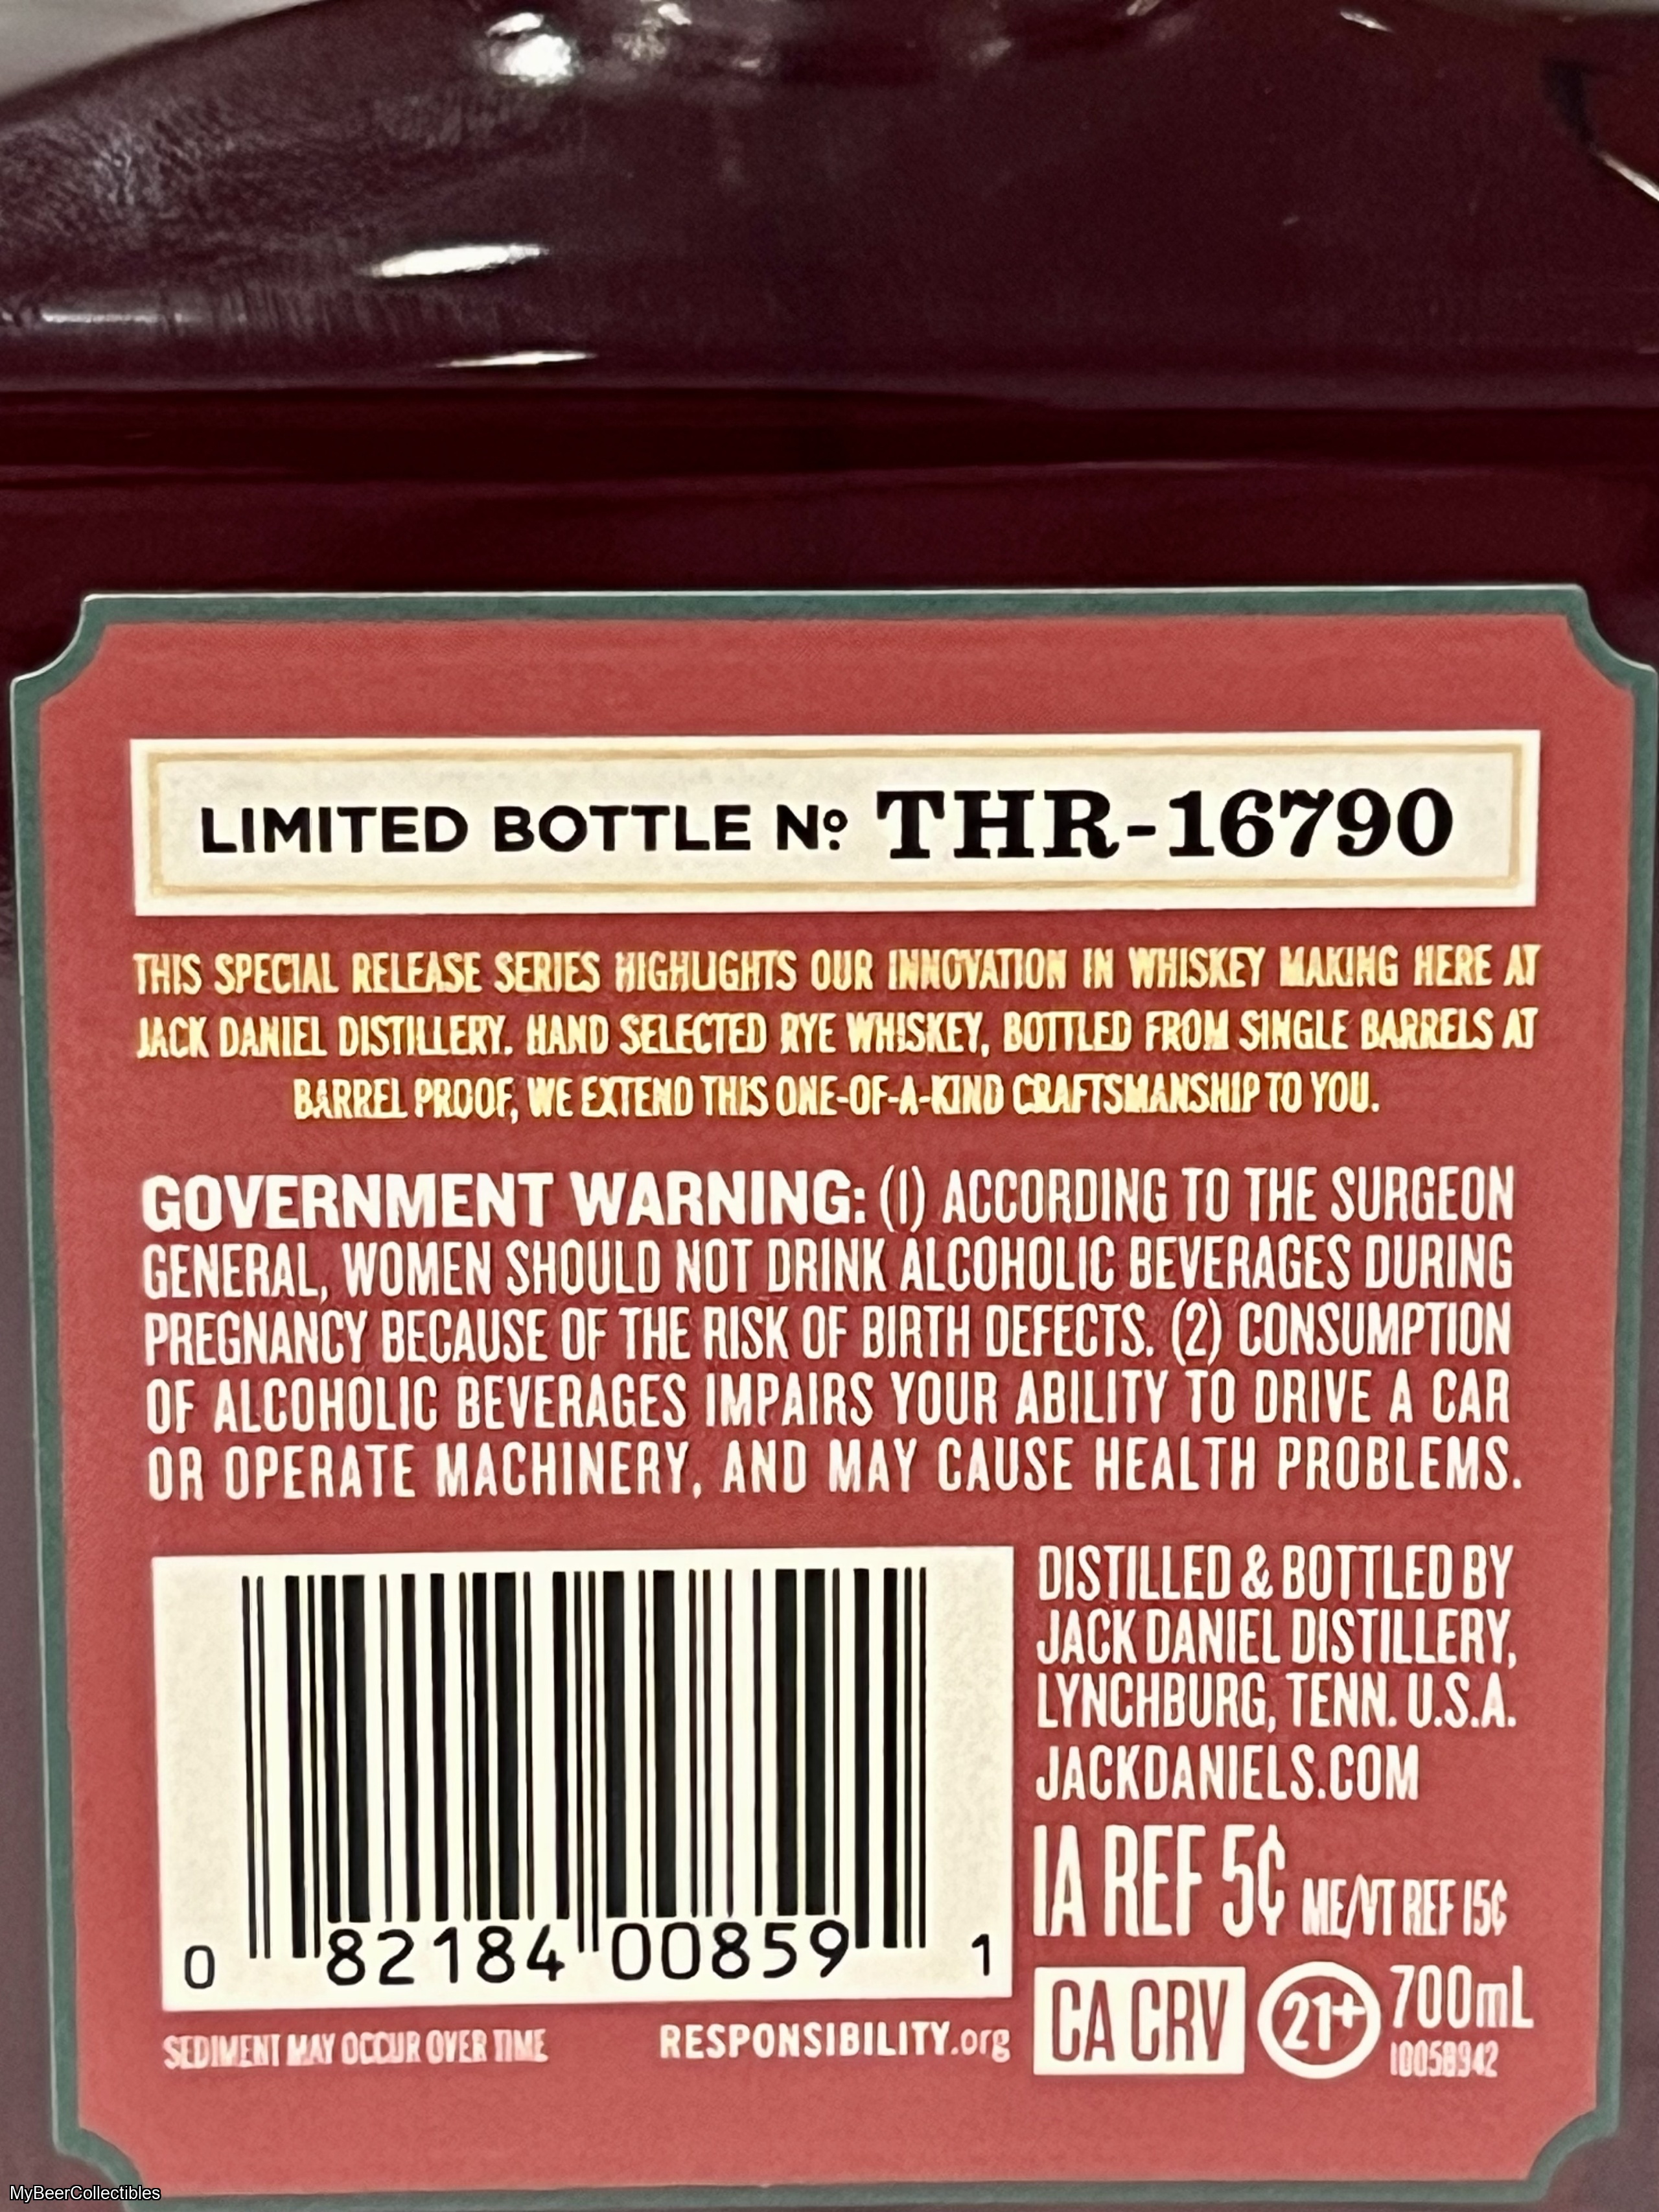 LIMITED BOTTLE Nº THR-16790
THIS SPECIAL RELEASE SERIES HIGHLIGHTS OUR INNOVATION IN WHISKEY MAKING HERE AT
JACK DANIEL DISTILLERY. HAND SELECTED RYE WHISKEY, BOTTLED FROM SINGLE BARRELS AT
BARREL PROOF, WE EXTEND THIS ONE-OF-A-KIND CRAFTSMANSHIP TO YOU.
GOVERNMENT WARNING: (1) ACCORDING TO THE SURGEON
GENERAL, WOMEN SHOULD NOT DRINK ALCOHOLIC BEVERAGES DURING
PREGNANCY BECAUSE OF THE RISK OF BIRTH DEFECTS. (2) CONSUMPTION
OF ALCOHOLIC BEVERAGES IMPAIRS YOUR ABILITY TO DRIVE A CAR
OR OPERATE MACHINERY, AND MAY CAUSE HEALTH PROBLEMS.
DISTILLED & BOTTLED BY
JACK DANIEL DISTILLERY,
LYNCHBURG, TENN. U.S.A.
JACKDANIELS.COM
IA REF 5¢ ME/VT REF 15¢
0 82184 00859 1
CA CRV 21+ 700mL
10058942
SEDIMENT MAY OCCUR OVER TIME RESPONSIBILITY.org
MyBeerCollectibles